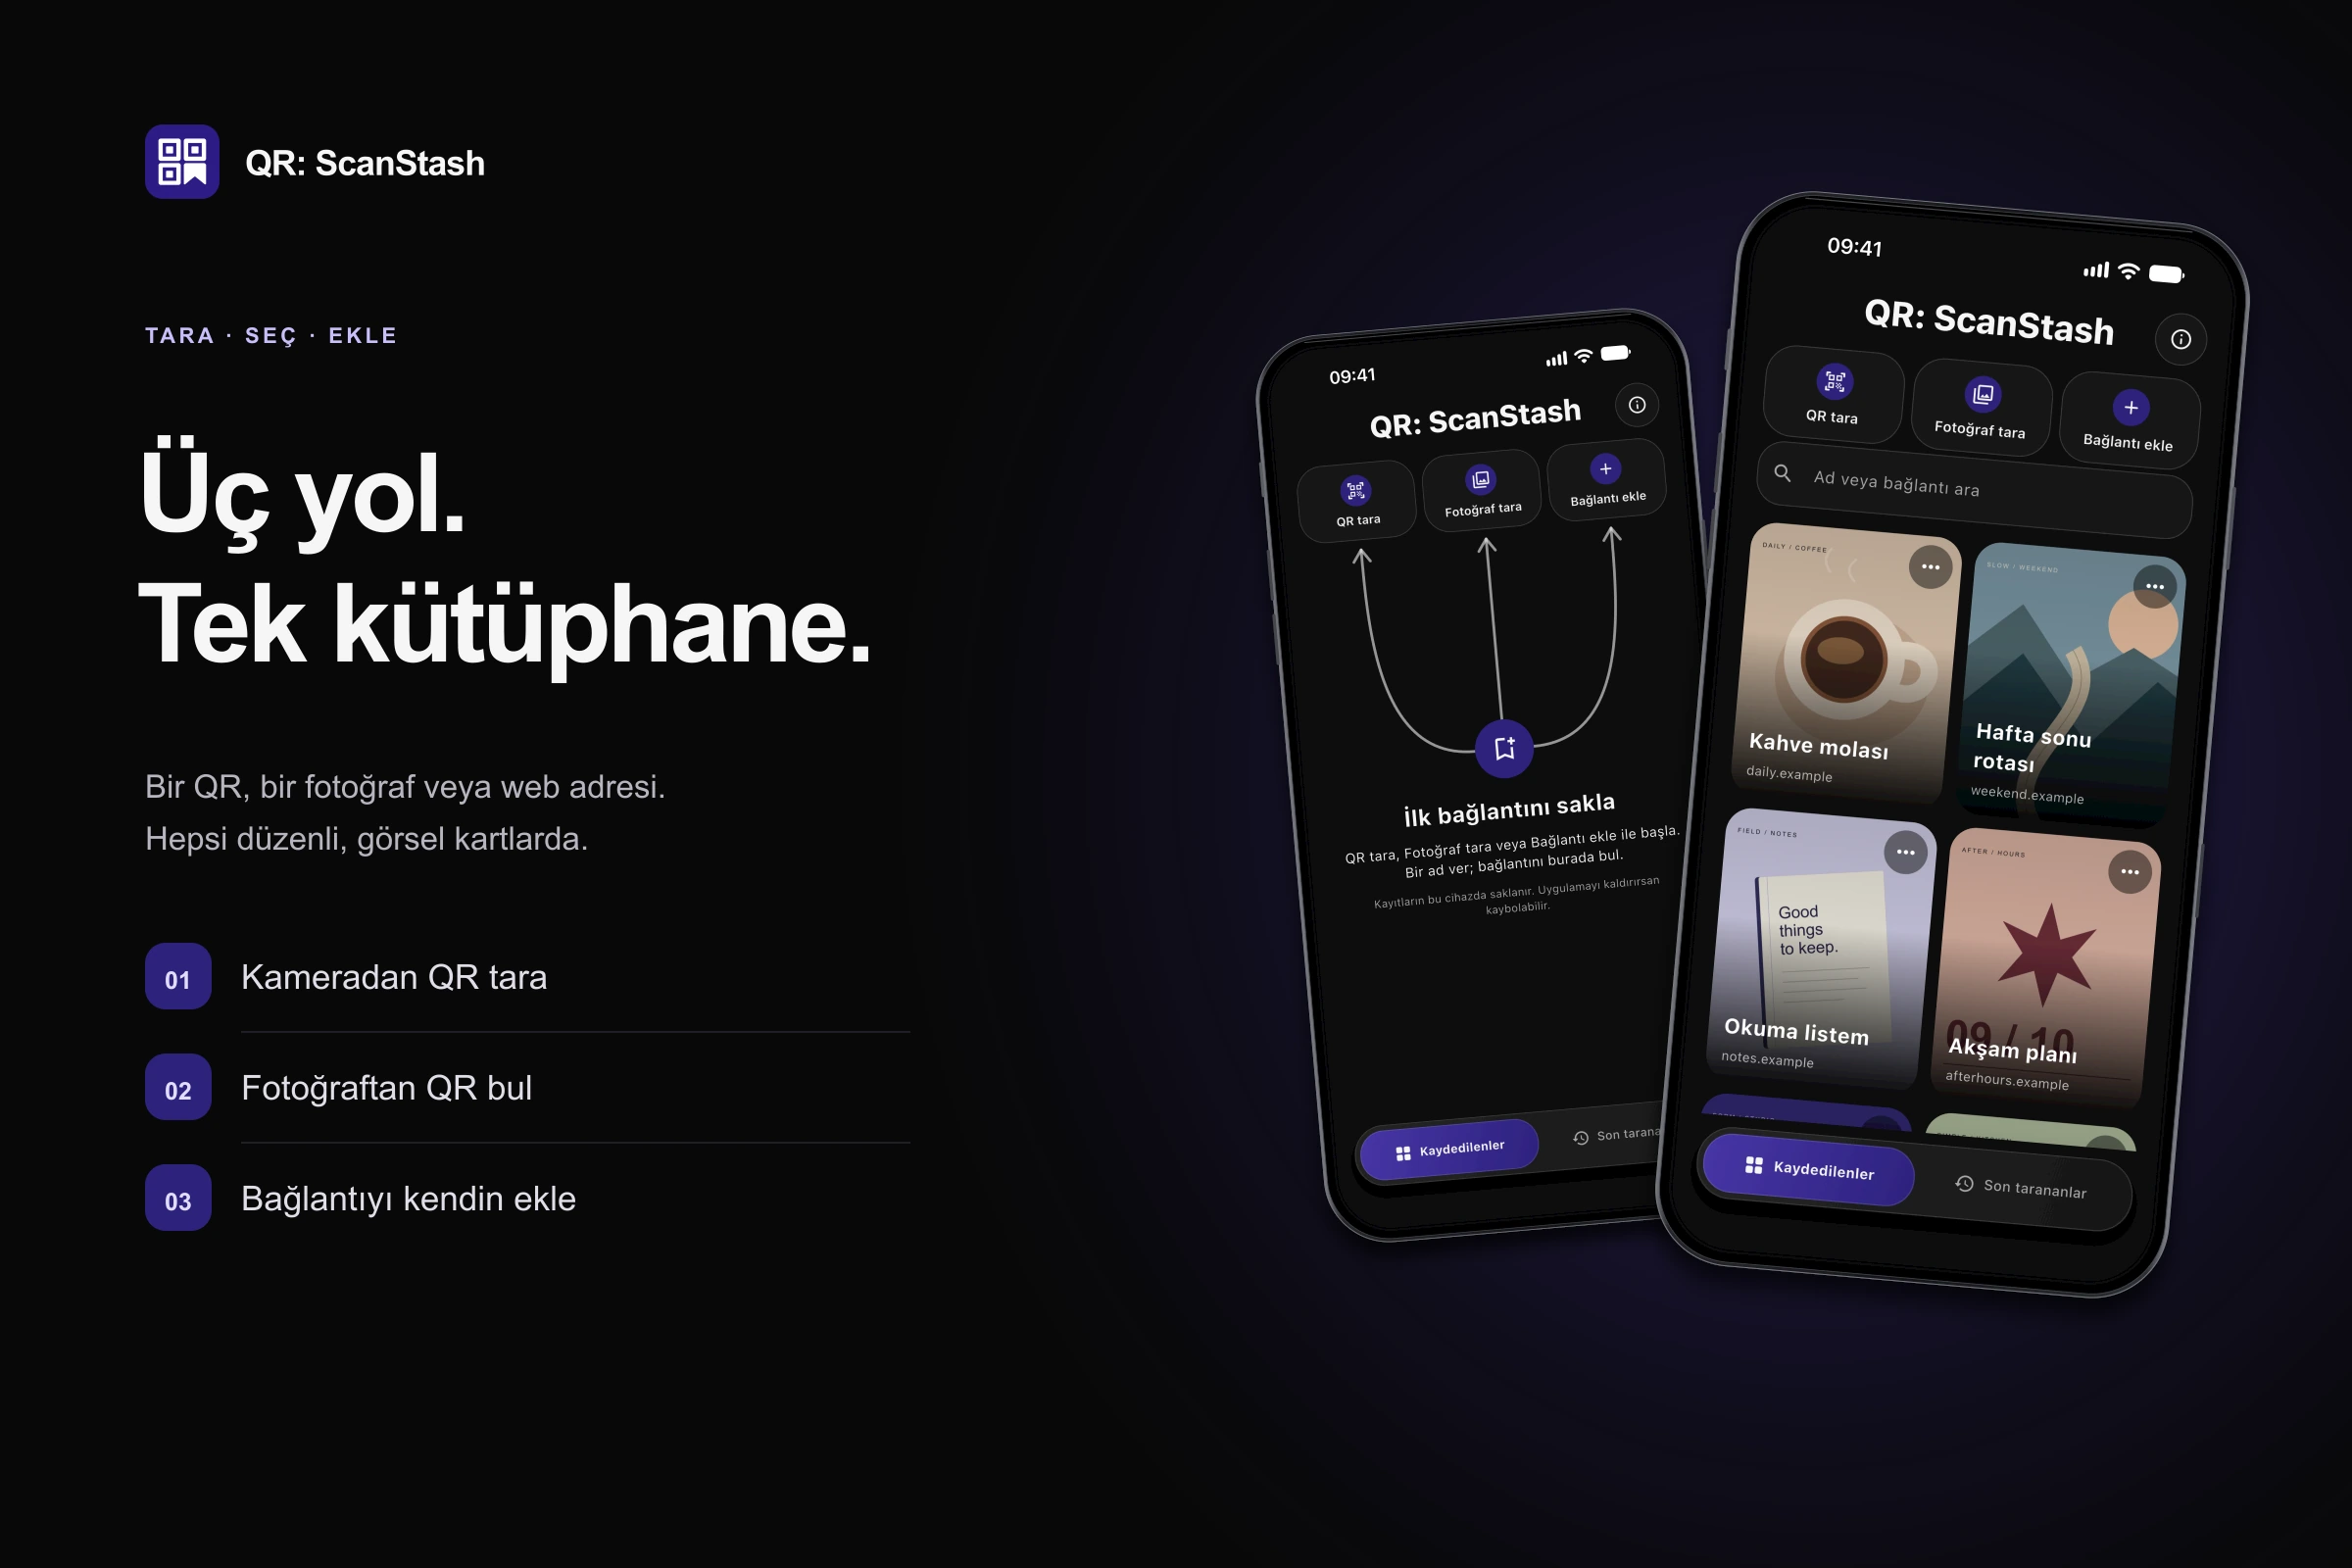 QR: ScanStash
TARA · SEÇ · EKLE
Üç yol.
Tek kütüphane.
Bir QR, bir fotoğraf veya web adresi.
Hepsi düzenli, görsel kartlarda.
01 Kameradan QR tara
02 Fotoğraftan QR bul
03 Bağlantıyı kendin ekle
09:41
QR: ScanStash
QR tara
Fotoğraf tara
Bağlantı ekle
İlk bağlantını sakla
QR tara, Fotoğraf tara veya Bağlantı ekle ile başla.
Bir ad ver; bağlantını burada bul.
Kayıtların bu cihazda saklanır. Uygulamayı kaldırırsan
kaybolabilir.
Kaydedilenler
Son
09:41
QR: ScanStash
QR tara
Fotoğraf tara
Bağlantı ekle
Ad veya bağlantı ara
DAILY / COFFEE
Kahve molası
daily.example
SLOW / WEEKEND
Hafta sonu
rotası
weekend.example
FIELD / NOTES
Good
things
to keep.
Okuma listem
notes.example
AFTER / HOURS
09 / 10
Akşam planı
afterhours.example
Kaydedilenler
Son tarananlar